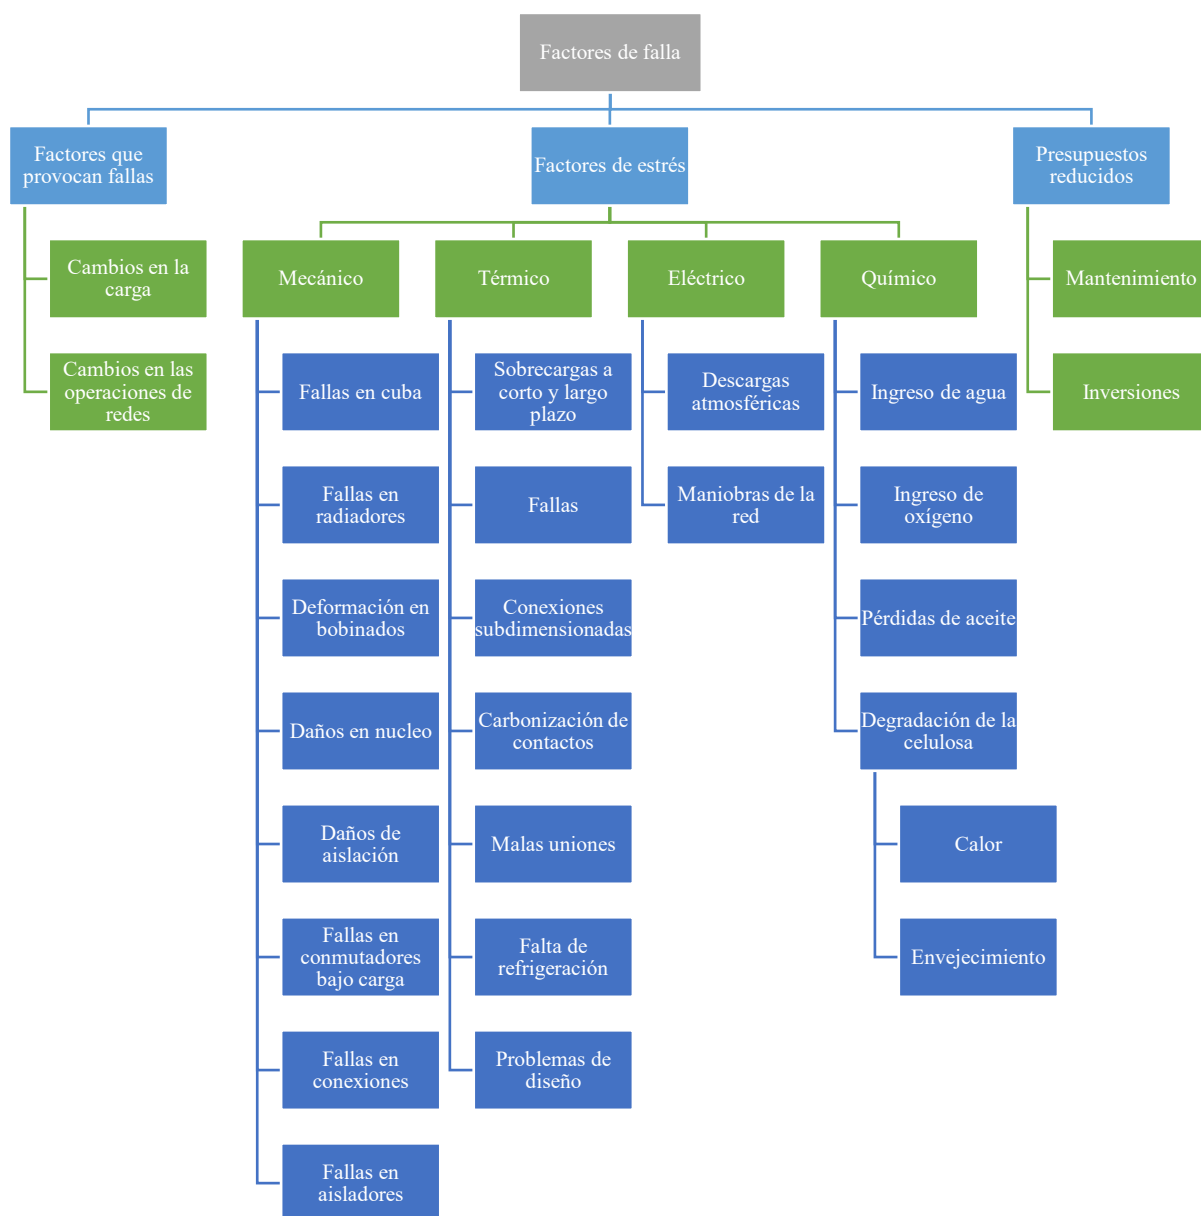 Factores de falla
Factores que
provocan fallas
Cambios en la
carga
Cambios en las
operaciones de
redes
Factores de estrés
Mecánico
Fallas en cuba
Fallas en
radiadores
Deformación en
bobinados
Daños en nucleo
Daños de
aislación
Fallas en
conmutadores
bajo carga
Fallas en
conexiones
Fallas en
aisladores
Térmico
Sobrecargas a
corto y largo
plazo
Fallas
Conexiones
subdimensionadas
Carbonización de
contactos
Malas uniones
Falta de
refrigeración
Problemas de
diseño
Eléctrico
Descargas
atmosféricas
Maniobras de la
red
Químico
Ingreso de agua
Ingreso de
oxígeno
Pérdidas de aceite
Degradación de la
celulosa
Calor
Envejecimiento
Presupuestos
reducidos
Mantenimiento
Inversiones